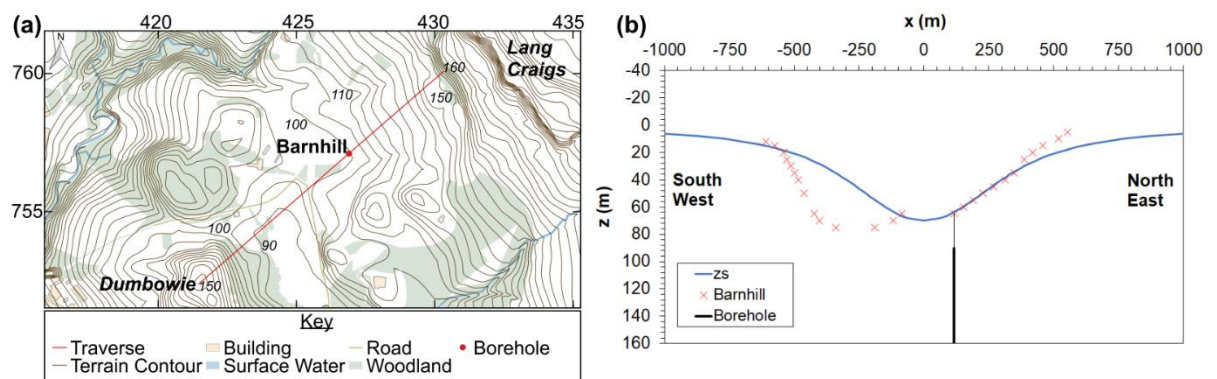 (a)
420
425
430
435
N
760
Lang
Craigs
160
150
110
100
Barnhill
755
100
90
Dumbowie
150
Key
Traverse
Building
Road
Borehole
Terrain Contour
Surface Water
Woodland
(b)
x (m)
-1000
-750
-500
-250
0
250
500
750
1000
-40
-20
0
20
40
60
80
100
120
140
160
z (m)
South
West
North
East
zs
Barnhill
Borehole